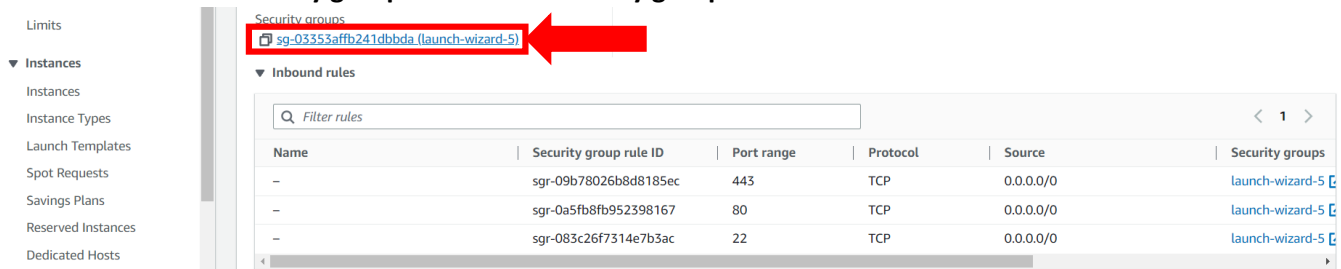 Limits
Security groups
sg-03353affb241dbbda (launch-wizard-5)
Instances
Inbound rules
Instances
Instance Types
Filter rules
1
Launch Templates
Name Security group rule ID Port range Protocol Source Security groups
Spot Requests
– sgr-09b78026b8d8185ec 443 TCP 0.0.0.0/0 launch-wizard-5
Savings Plans
– sgr-0a5fb8fb952398167 80 TCP 0.0.0.0/0 launch-wizard-5
Reserved Instances
– sgr-083c26f7314e7b3ac 22 TCP 0.0.0.0/0 launch-wizard-5
Dedicated Hosts